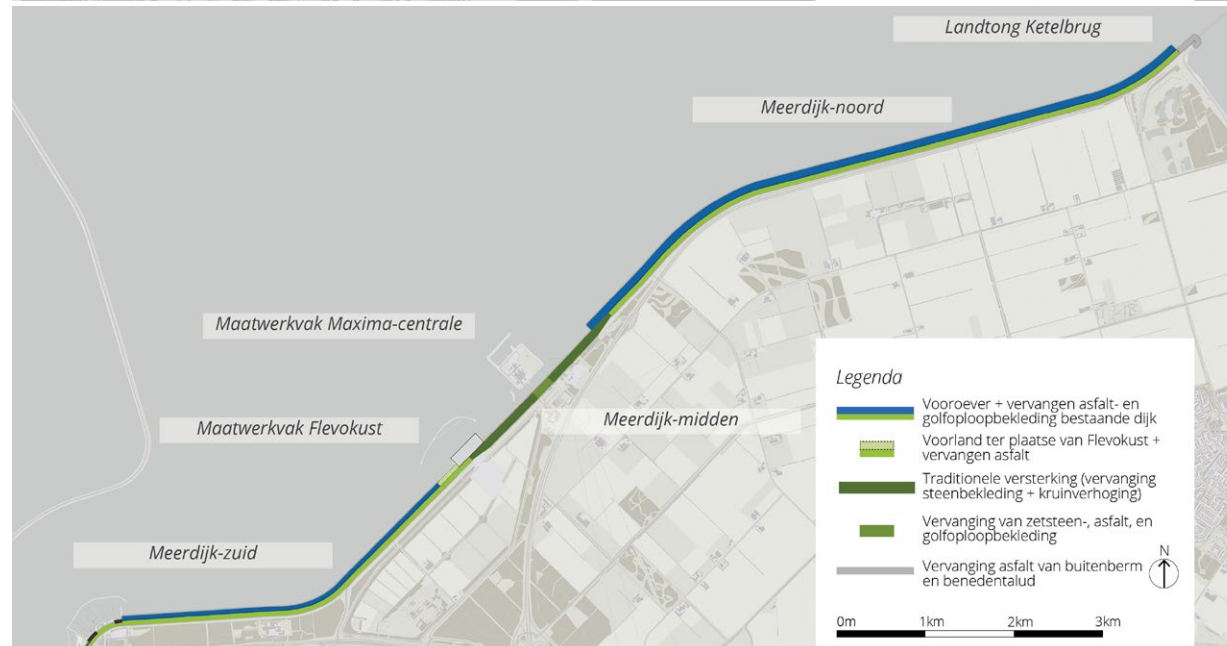 Landtong Ketelbrug
Meerdijk-noord
Maatwerkvak Maxima-centrale
Maatwerkvak Flevokust
Meerdijk-midden
Meerdijk-zuid
Legenda
Vooroever + vervangen asfalt- en
golfoploopbekleding bestaande dijk
Voorland ter plaatse van Flevokust +
vervangen asfalt
Traditionele versterking (vervanging
steenbekleding + kruinverhoging)
Vervanging van zetsteen-, asfalt, en
golfoploopbekleding
Vervanging asfalt van buitenberm
en benedentalud
N
0m 1km 2km 3km